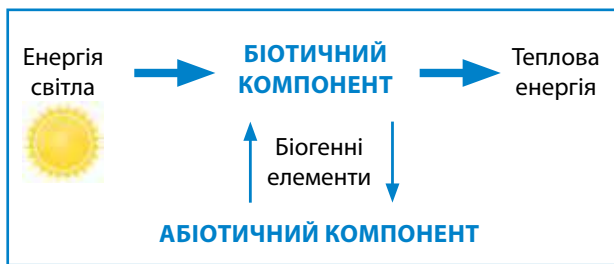 Енергія
світла
БІОТИЧНИЙ
КОМПОНЕНТ
Теплова
енергія
Біогенні
елементи
АБІОТИЧНИЙ КОМПОНЕНТ